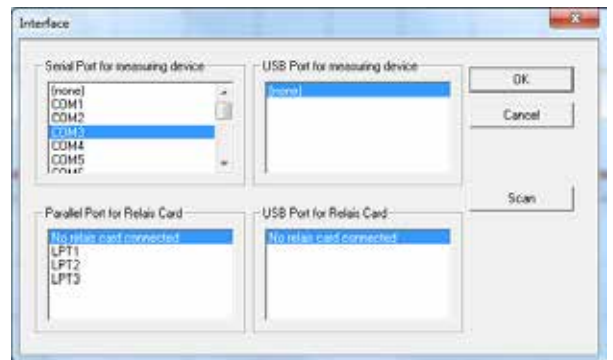 Interface
Serial Port for measuring device
(none)
COM1
COM2
COM3
COM4
COM5
COM6
USB Port for measuring device
(none)
OK
Cancel
Scan
Parallel Port for Relais Card
No relais card connected
LPT1
LPT2
LPT3
USB Port for Relais Card
No relais card connected